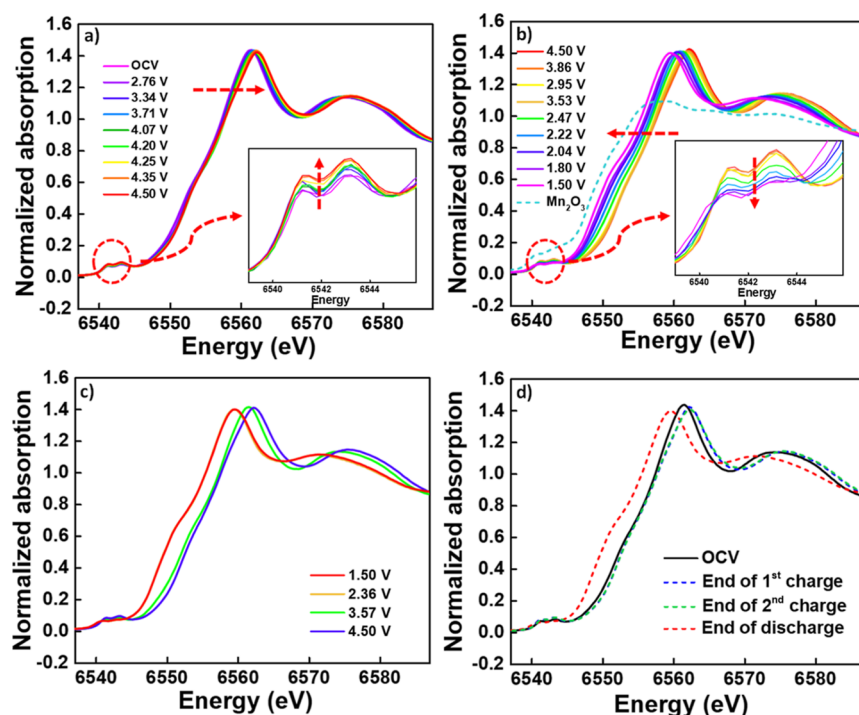 a)
Normalized absorption
1.6
1.4
1.2
1.0
0.8
0.6
0.4
0.2
0.0
-0.2
OCV
2.76 V
3.34 V
3.71 V
4.07 V
4.20 V
4.25 V
4.35 V
4.50 V
6540 6542 6544
Energy
6540 6550 6560 6570 6580
Energy (eV)
b)
Normalized absorption
1.6
1.4
1.2
1.0
0.8
0.6
0.4
0.2
0.0
-0.2
4.50 V
3.86 V
2.95 V
3.53 V
2.47 V
2.22 V
2.04 V
1.80 V
1.50 V
Mn₂O₃
6540 6542 6544
Energy
6540 6550 6560 6570 6580
Energy (eV)
c)
Normalized absorption
1.6
1.4
1.2
1.0
0.8
0.6
0.4
0.2
0.0
-0.2
1.50 V
2.36 V
3.57 V
4.50 V
6540 6550 6560 6570 6580
Energy (eV)
d)
Normalized absorption
1.6
1.4
1.2
1.0
0.8
0.6
0.4
0.2
0.0
-0.2
OCV
End of 1ˢᵗ charge
End of 2ⁿᵈ charge
End of discharge
6540 6550 6560 6570 6580
Energy (eV)